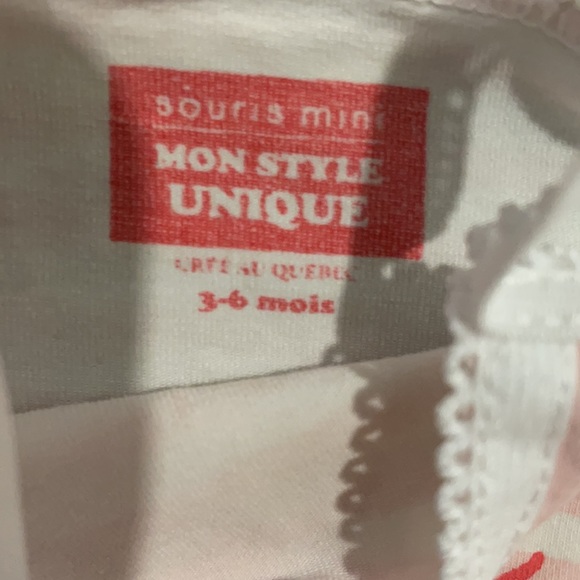 souris mini
MON STYLE
UNIQUE
CRÉÉ AU QUÉBEC
3-6 mois